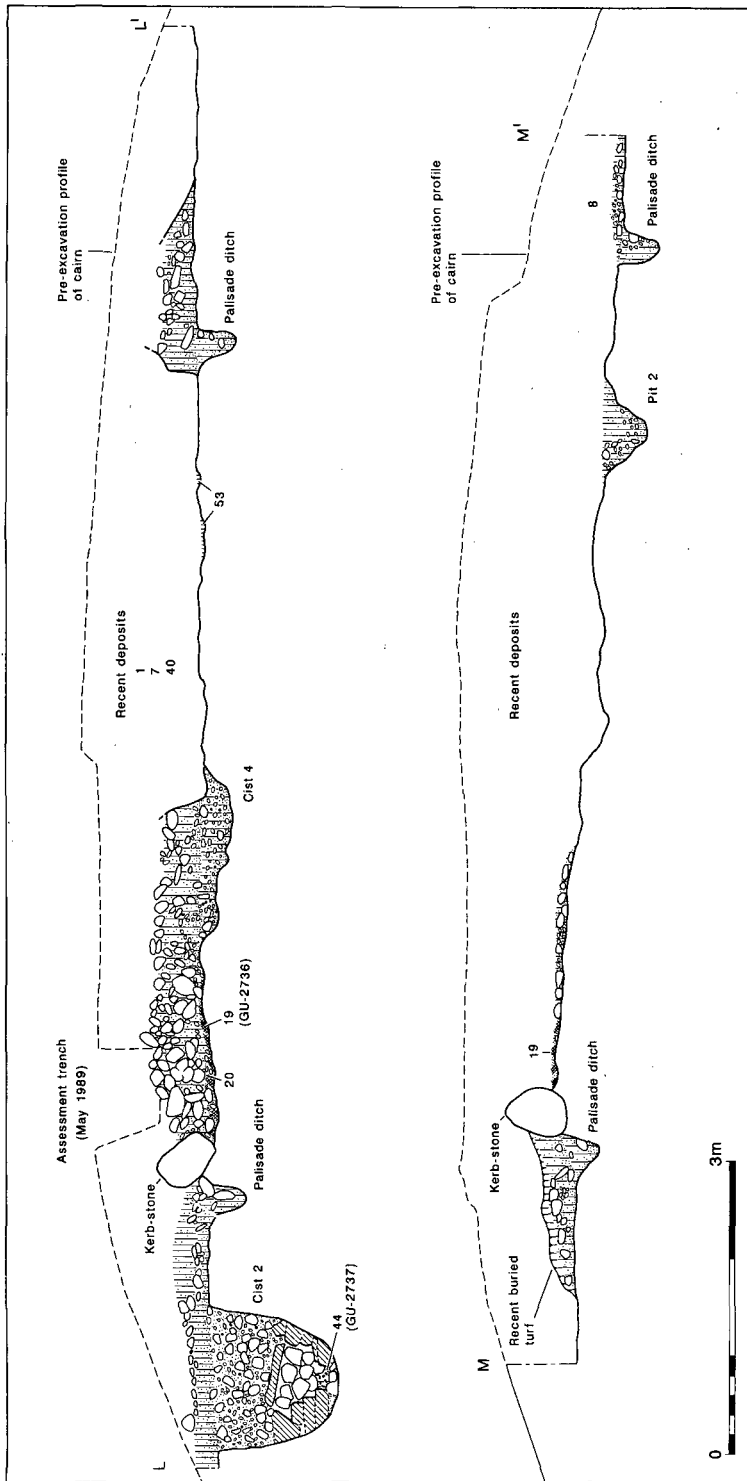 L
L'
Pre-excavation profile
of cairn
Assessment trench
(May 1989)
Recent deposits
1
7
40
Kerb-stone
Palisade ditch
Palisade ditch
53
Cist 2
44
(GU-2737)
20
19
(GU-2736)
Cist 4
M
M'
Pre-excavation profile
of cairn
Recent deposits
Kerb-stone
19
8
Recent buried
turf
Palisade ditch
Pit 2
Palisade ditch
0
3m